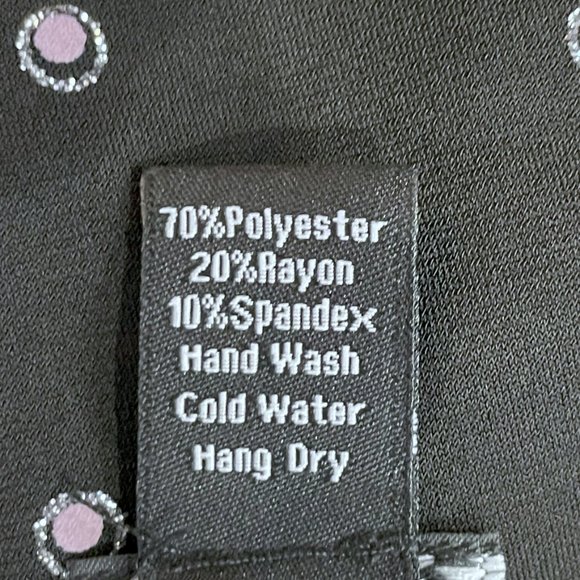 70%Polyester
20%Rayon
10%Spandex
Hand Wash
Cold Water
Hang Dry